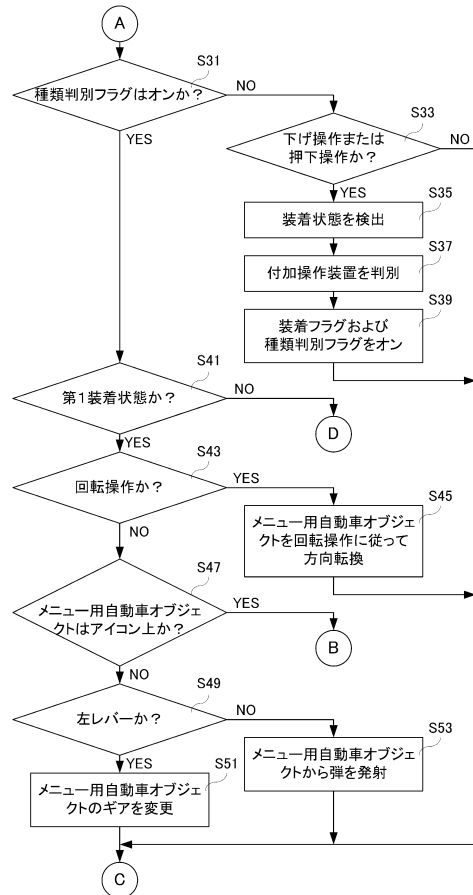 A
S31
種類判別フラグはオンか？
NO
YES
S33
下げ操作または
押下操作か？
NO
YES
S35
装着状態を検出
S37
付加操作装置を判別
S39
装着フラグおよび
種類判別フラグをオン
S41
第1装着状態か？
NO
D
YES
S43
回転操作か？
YES
NO
S45
メニュー用自動車オブジェ
クトを回転操作に従って
方向転換
S47
メニュー用自動車オブジェ
クトはアイコン上か？
YES
B
NO
S49
左レバーか？
NO
YES
S53
メニュー用自動車オブジェ
クトから弾を発射
S51
メニュー用自動車オブジェ
クトのギアを変更
C